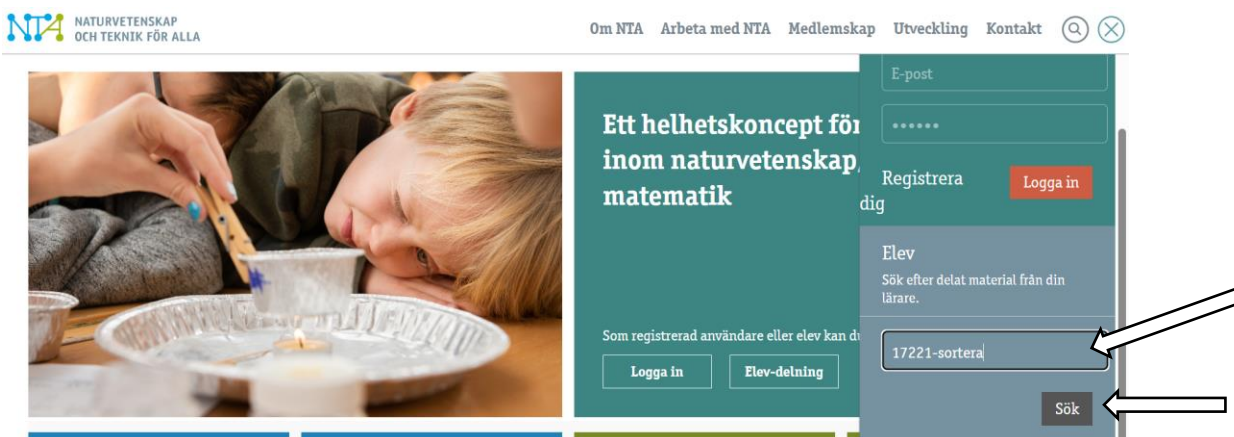 NTA NATURVETENSKAP
OCH TEKNIK FÖR ALLA
Om NTA Arbeta med NTA Medlemskap Utveckling Kontakt
Ett helhetskoncept för
inom naturvetenskap,
matematik
Som registrerad användare eller elev kan du
Logga in Elev-delning
E-post
••••••
Registrera
dig
Logga in
Elev
Sök efter delat material från din
lärare.
17221-sortera
Sök